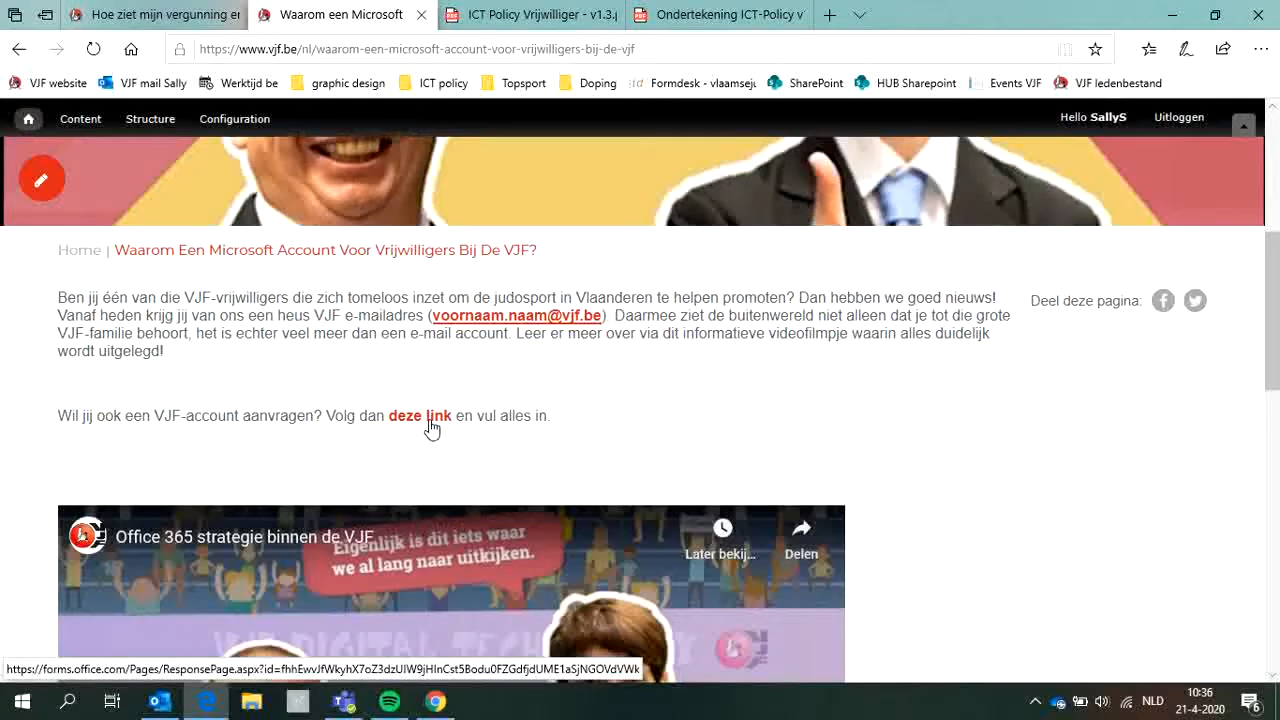 Hoe ziet mijn vergunning er
Waarom een Microsoft
ICT Policy Vrijwilliger - v1.3.p
Ondertekening ICT-Policy v
https://www.vjf.be/nl/waarom-een-microsoft-account-voor-vrijwilligers-bij-de-vjf
VJF website
VJF mail Sally
Werktijd be
graphic design
ICT policy
Topsport
Doping
Formdesk - vlaamseju
SharePoint
HUB Sharepoint
Events VJF
VJF ledenbestand
Content
Structure
Configuration
Hello SallyS
Uitloggen
Home | Waarom Een Microsoft Account Voor Vrijwilligers Bij De VJF?
Ben jij één van die VJF-vrijwilligers die zich tomeloos inzet om de judosport in Vlaanderen te helpen promoten? Dan hebben we goed nieuws!
Vanaf heden krijg jij van ons een heus VJF e-mailadres (voornaam.naam@vjf.be) Daarmee ziet de buitenwereld niet alleen dat je tot die grote
VJF-familie behoort, het is echter veel meer dan een e-mail account. Leer er meer over via dit informatieve videofilmpje waarin alles duidelijk
wordt uitgelegd!
Deel deze pagina:
Wil jij ook een VJF-account aanvragen? Volg dan deze link en vul alles in.
Office 365 strategie binnen de VJF
Eigenlijk is dit iets waar
we al lang naar uitkijken.
Later bekij...
Delen
NLD
10:36
21-4-2020
6